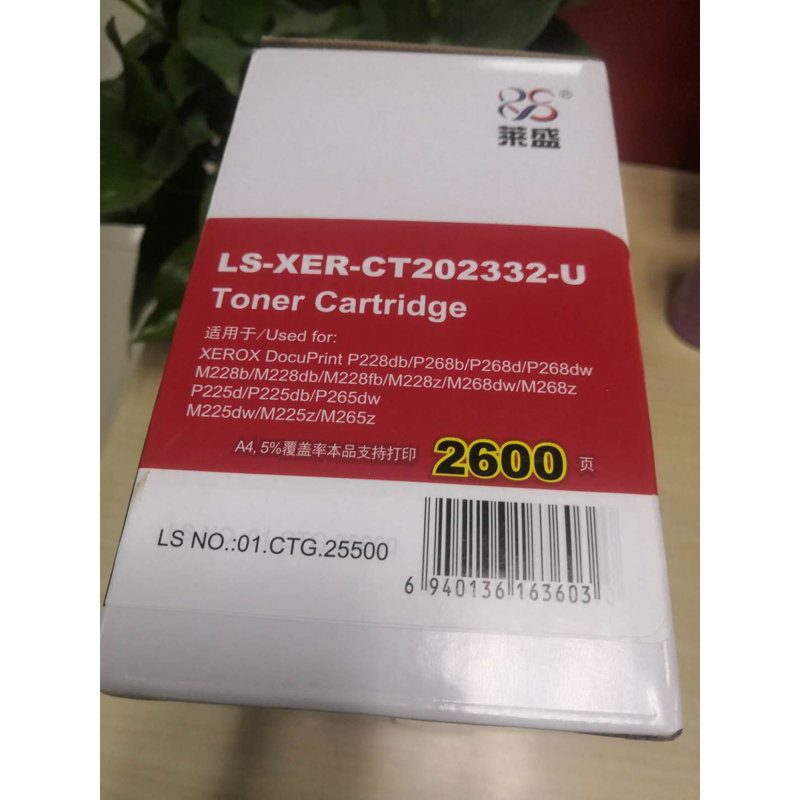 ®
莱盛
LS-XER-CT202332-U
Toner Cartridge
适用于/Used for:
XEROX DocuPrint P228db/P268b/P268d/P268dw
M228b/M228db/M228fb/M228z/M268dw/M268z
P225d/P225db/P265dw
M225dw/M225z/M265z
A4, 5%覆盖率本品支持打印 2600 页
LS NO.:01.CTG.25500
6 940136 163603